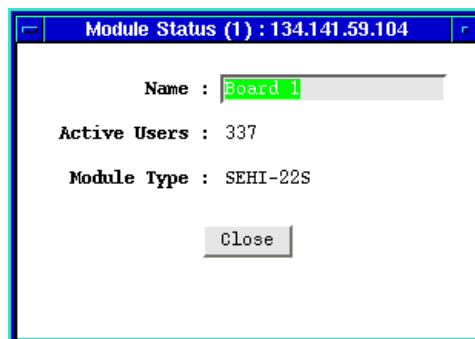 Module Status (1) : 134.141.59.104
Name : Board 1
Active Users : 337
Module Type : SEHI-22S
Close